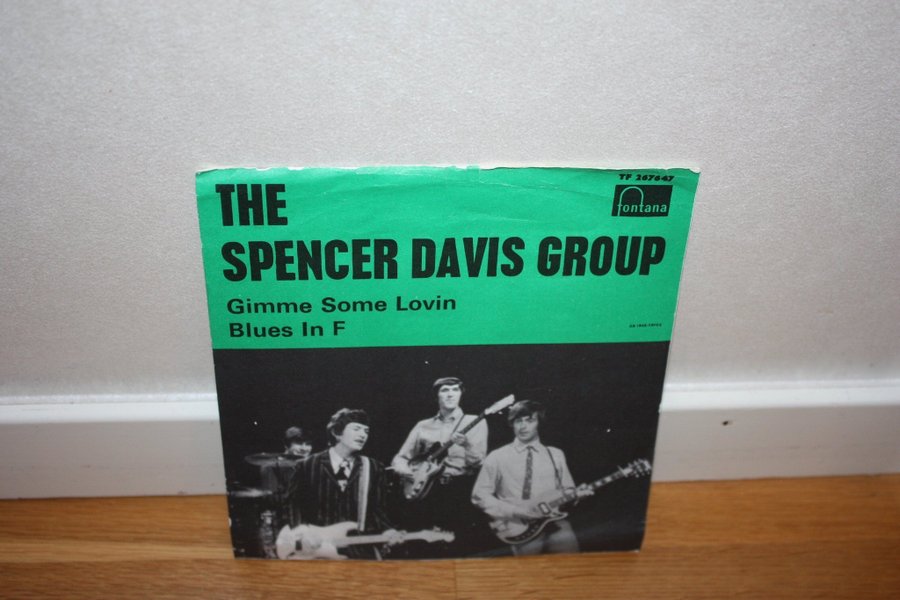 TF 267647
fontana
THE
SPENCER DAVIS GROUP
Gimme Some Lovin
Blues In F